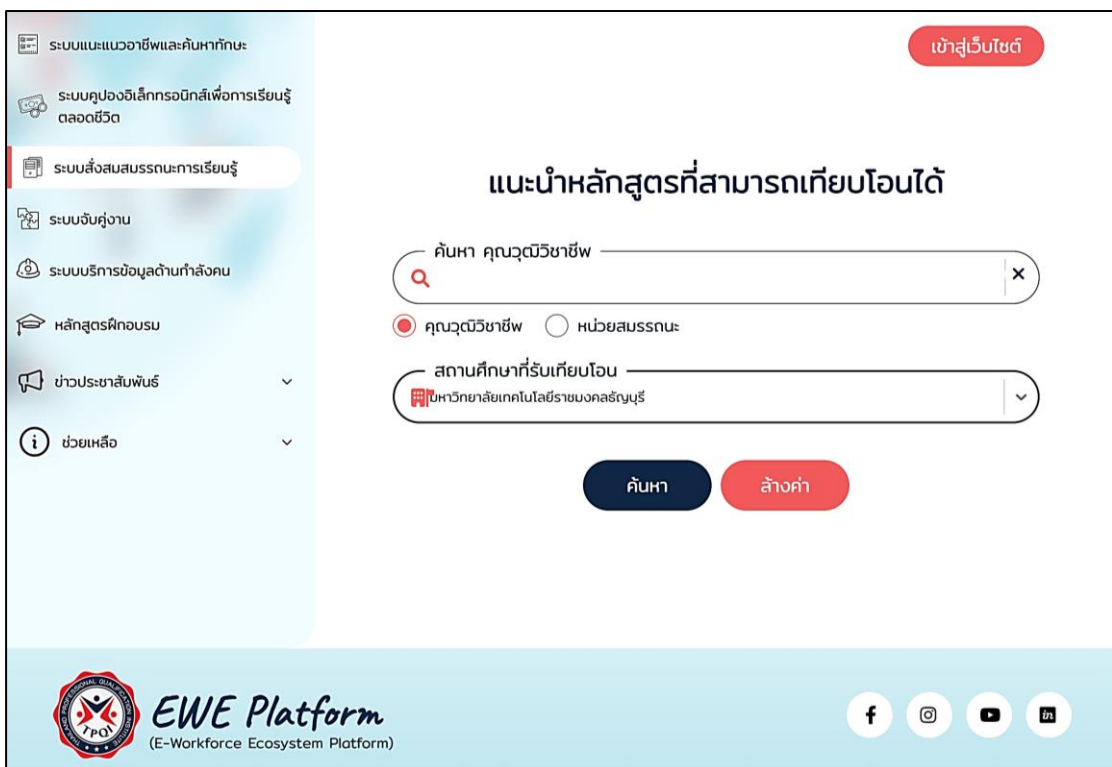 ระบบแนะแนวอาชีพและค้นหาทักษะ
ระบบคูปองอิเล็กทรอนิกส์เพื่อการเรียนรู้
ตลอดชีวิต
ระบบสั่งสมสมรรถนะการเรียนรู้
ระบบจับคู่งาน
ระบบบริการข้อมูลด้านกำลังคน
หลักสูตรฝึกอบรม
ข่าวประชาสัมพันธ์
ช่วยเหลือ
เข้าสู่เว็บไซต์
แนะนำหลักสูตรที่สามารถเทียบโอนได้
ค้นหา คุณวุฒิวิชาชีพ
คุณวุฒิวิชาชีพ หน่วยสมรรถนะ
สถานศึกษาที่รับเทียบโอน
มหาวิทยาลัยเทคโนโลยีราชมงคลธัญบุรี
ค้นหา ล้างค่า
THAILAND PROFESSIONAL QUALIFICATION INSTITUTE
TPQI
EWE Platform
(E-Workforce Ecosystem Platform)